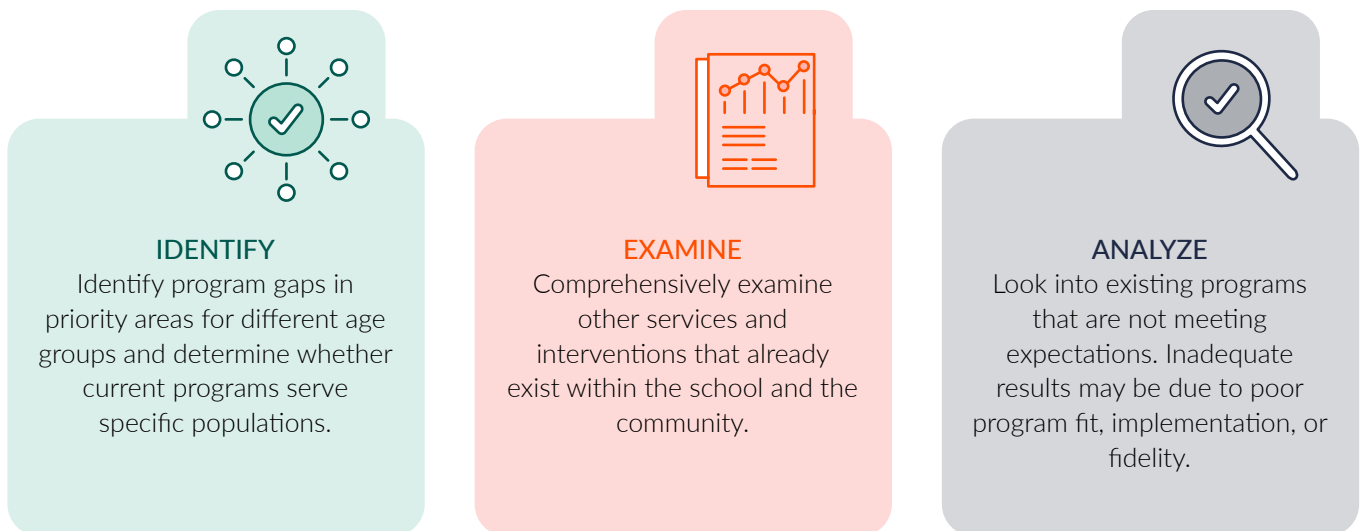 IDENTIFY
Identify program gaps in
priority areas for different age
groups and determine whether
current programs serve
specific populations.
EXAMINE
Comprehensively examine
other services and
interventions that already
exist within the school and the
community.
ANALYZE
Look into existing programs
that are not meeting
expectations. Inadequate
results may be due to poor
program fit, implementation, or
fidelity.